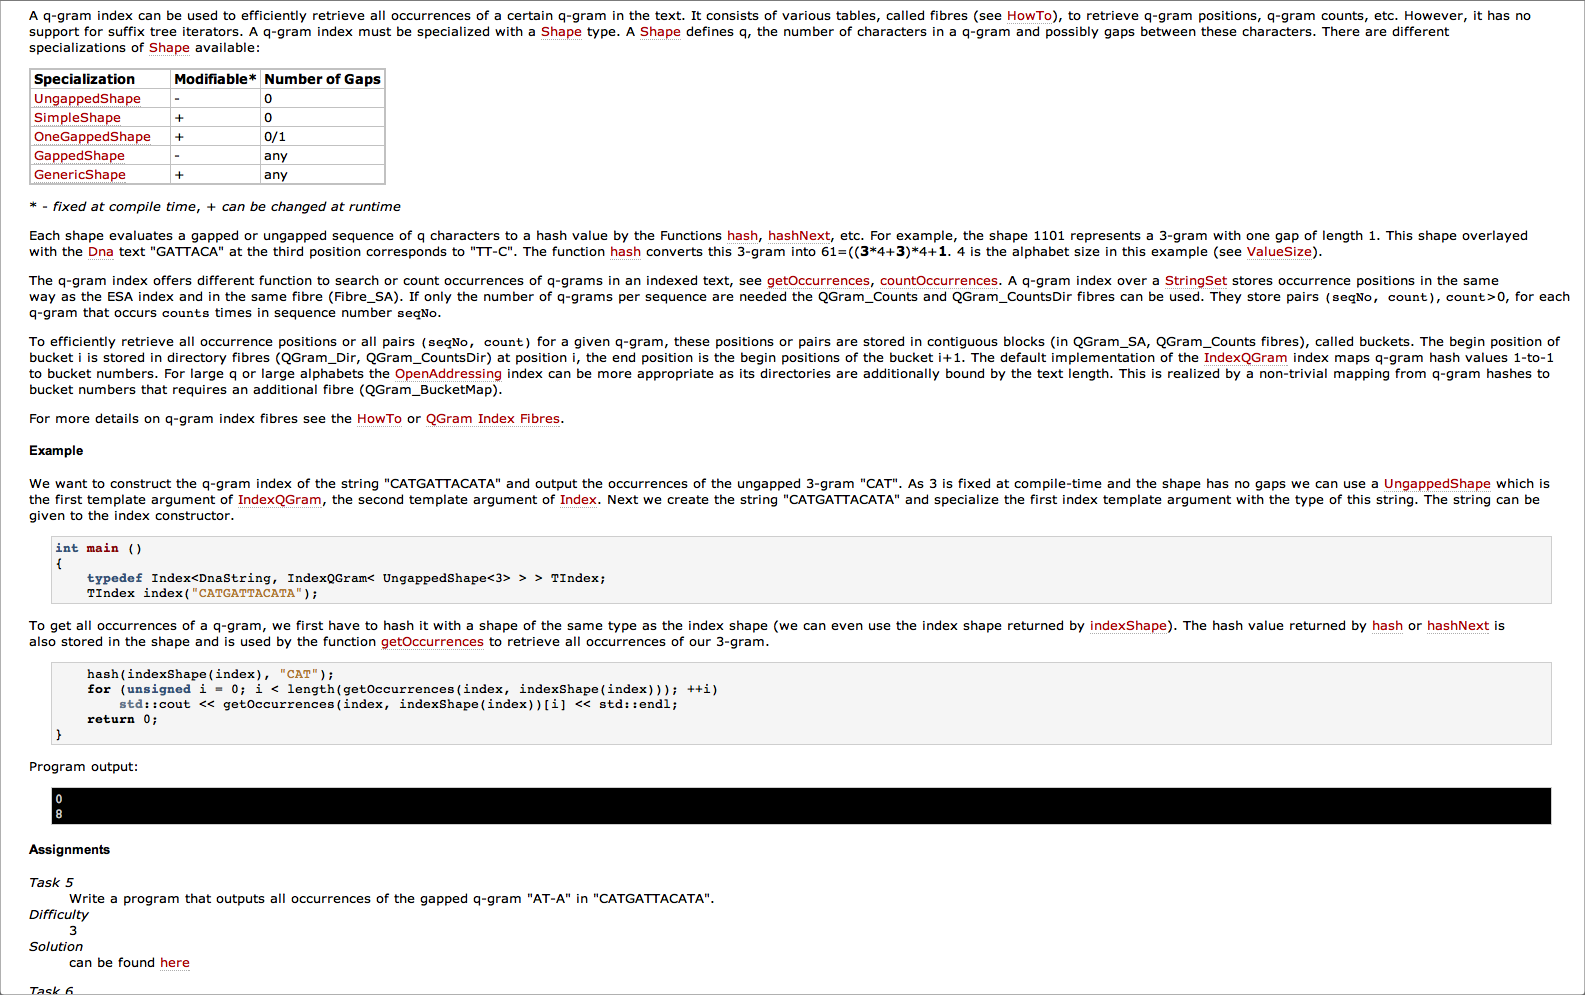 A q-gram index can be used to efficiently retrieve all occurrences of a certain q-gram in the text. It consists of various tables, called fibres (see HowTo), to retrieve q-gram positions, q-gram counts, etc. However, it has no
support for suffix tree iterators. A q-gram index must be specialized with a Shape type. A Shape defines q, the number of characters in a q-gram and possibly gaps between these characters. There are different
specializations of Shape available:
Specialization Modifiable* Number of Gaps
UngappedShape - 0
SimpleShape + 0
OneGappedShape + 0/1
GappedShape - any
GenericShape + any
* - fixed at compile time, + can be changed at runtime
Each shape evaluates a gapped or ungapped sequence of q characters to a hash value by the Functions hash, hashNext, etc. For example, the shape 1101 represents a 3-gram with one gap of length 1. This shape overlayed
with the Dna text "GATTACA" at the third position corresponds to "TT-C". The function hash converts this 3-gram into 61=((3*4+3)*4+1. 4 is the alphabet size in this example (see ValueSize).
The q-gram index offers different function to search or count occurrences of q-grams in an indexed text, see getOccurrences, countOccurrences. A q-gram index over a StringSet stores occurrence positions in the same
way as the ESA index and in the same fibre (Fibre_SA). If only the number of q-grams per sequence are needed the QGram_Counts and QGram_CountsDir fibres can be used. They store pairs (seqNo, count), count>0, for each
q-gram that occurs counts times in sequence number seqNo.
To efficiently retrieve all occurrence positions or all pairs (seqNo, count) for a given q-gram, these positions or pairs are stored in contiguous blocks (in QGram_SA, QGram_Counts fibres), called buckets. The begin position of
bucket i is stored in directory fibres (QGram_Dir, QGram_CountsDir) at position i, the end position is the begin positions of the bucket i+1. The default implementation of the IndexQGram index maps q-gram hash values 1-to-1
to bucket numbers. For large q or large alphabets the OpenAddressing index can be more appropriate as its directories are additionally bound by the text length. This is realized by a non-trivial mapping from q-gram hashes to
bucket numbers that requires an additional fibre (QGram_BucketMap).
For more details on q-gram index fibres see the HowTo or QGram Index Fibres.
Example
We want to construct the q-gram index of the string "CATGATTACATA" and output the occurrences of the ungapped 3-gram "CAT". As 3 is fixed at compile-time and the shape has no gaps we can use a UngappedShape which is
the first template argument of IndexQGram, the second template argument of Index. Next we create the string "CATGATTACATA" and specialize the first index template argument with the type of this string. The string can be
given to the index constructor.
int main ()
{
    typedef Index<DnaString, IndexQGram< UngappedShape<3> > > TIndex;
    TIndex index("CATGATTACATA");
To get all occurrences of a q-gram, we first have to hash it with a shape of the same type as the index shape (we can even use the index shape returned by indexShape). The hash value returned by hash or hashNext is
also stored in the shape and is used by the function getOccurrences to retrieve all occurrences of our 3-gram.
    hash(indexShape(index), "CAT");
    for (unsigned i = 0; i < length(getOccurrences(index, indexShape(index))); ++i)
        std::cout << getOccurrences(index, indexShape(index))[i] << std::endl;
    return 0;
}
Program output:
0
8
Assignments
Task 5
Write a program that outputs all occurrences of the gapped q-gram "AT-A" in "CATGATTACATA".
Difficulty
3
Solution
can be found here
Task 6